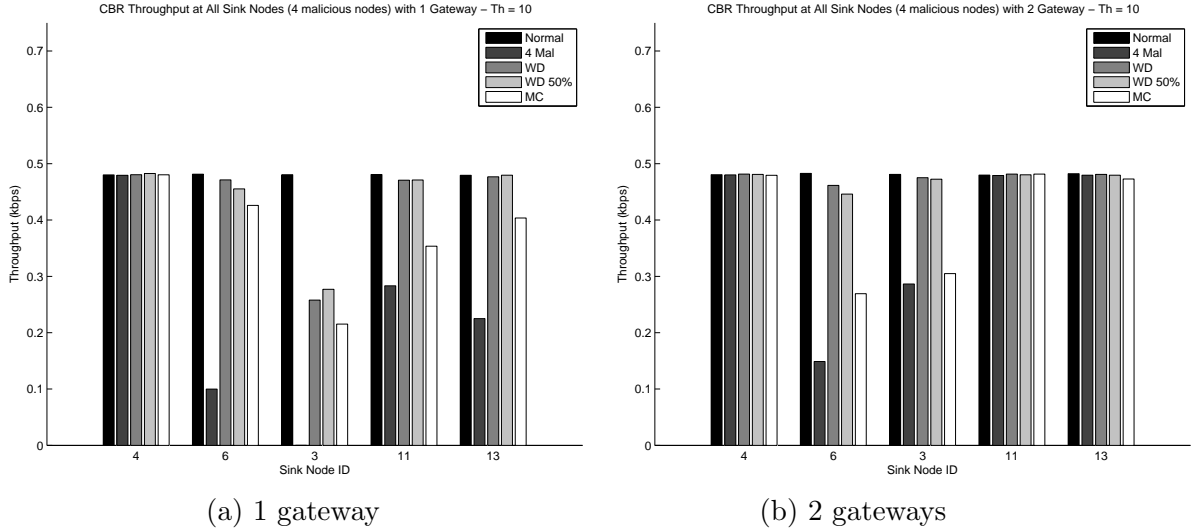 CBR Throughput at All Sink Nodes (4 malicious nodes) with 1 Gateway – Th = 10
Normal
4 Mal
WD
WD 50%
MC
0.7
0.6
0.5
0.4
0.3
0.2
0.1
0
Throughput (kbps)
4 6 3 11 13
Sink Node ID
(a) 1 gateway
CBR Throughput at All Sink Nodes (4 malicious nodes) with 2 Gateway – Th = 10
Normal
4 Mal
WD
WD 50%
MC
0.7
0.6
0.5
0.4
0.3
0.2
0.1
0
Throughput (kbps)
4 6 3 11 13
Sink Node ID
(b) 2 gateways